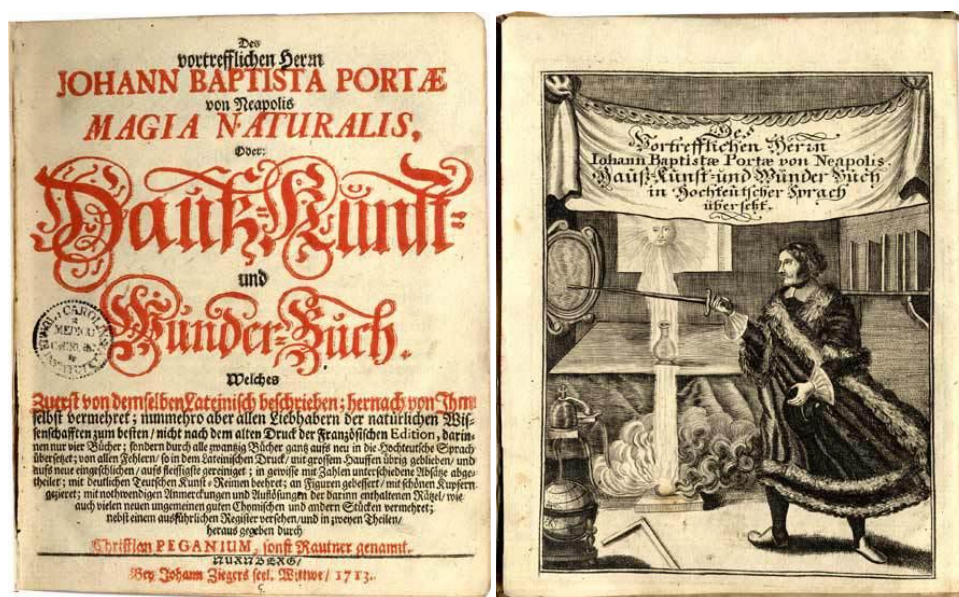 Des
vortrefflichen Herrn
JOHANN BAPTISTA PORTÆ
von Neapolis
MAGIA NATURALIS,
Oder:
Hauß-Kunst-
und
Wunder-Buch.
Welches
Zuerst von demselben Lateinisch beschrieben; hernach von Ihm
selbst vermehret; nunmehro aber allen Liebhabern der natürlichen Wis-
senschafften zum besten/ nicht nach dem alten Druck der Französischen Edition, darin-
nen nur vier Bücher; sondern durch alle zwantzig Bücher gantz aufs neu in die Hochteutsche Sprach
übersetzet; von allen Fehlern/ so in dem Lateinischen Druck/ mit grossem Hauffen übrig geblieben/ und
aufs neue eingeschlichen/ aufs fleissigste gereiniget; in gewisse mit Zahlen unterschiedene Absätze abge-
theilet; mit deutlichen Teutschen Kunst-Reimen beehret; an Figuren gebessert/ mit schönen Kupfern
gezieret; mit nothwendigen Anmerckungen und Auflösungen der darinn enthaltenen Rätzel/ wie
auch vielen neuen ungemeinen guten Chymischen und andern Stücken vermehret;
nebst einem ausführlichen Register versehen/ und in zweyen Theilen/
heraus gegeben durch
Christian PEGANIUM, sonst Rautner genannt.
NURNBERG/
Bey Johann Ziegers seel. Wittwe/ 1713.
CAROLIN
MEDICO
Des
Vortrefflichen Herrn
Iohann Baptistæ Portæ von Neapolis.
Hauß-Kunst-und Wunder Buch
in Hochteutscher Sprach
übersetzt.